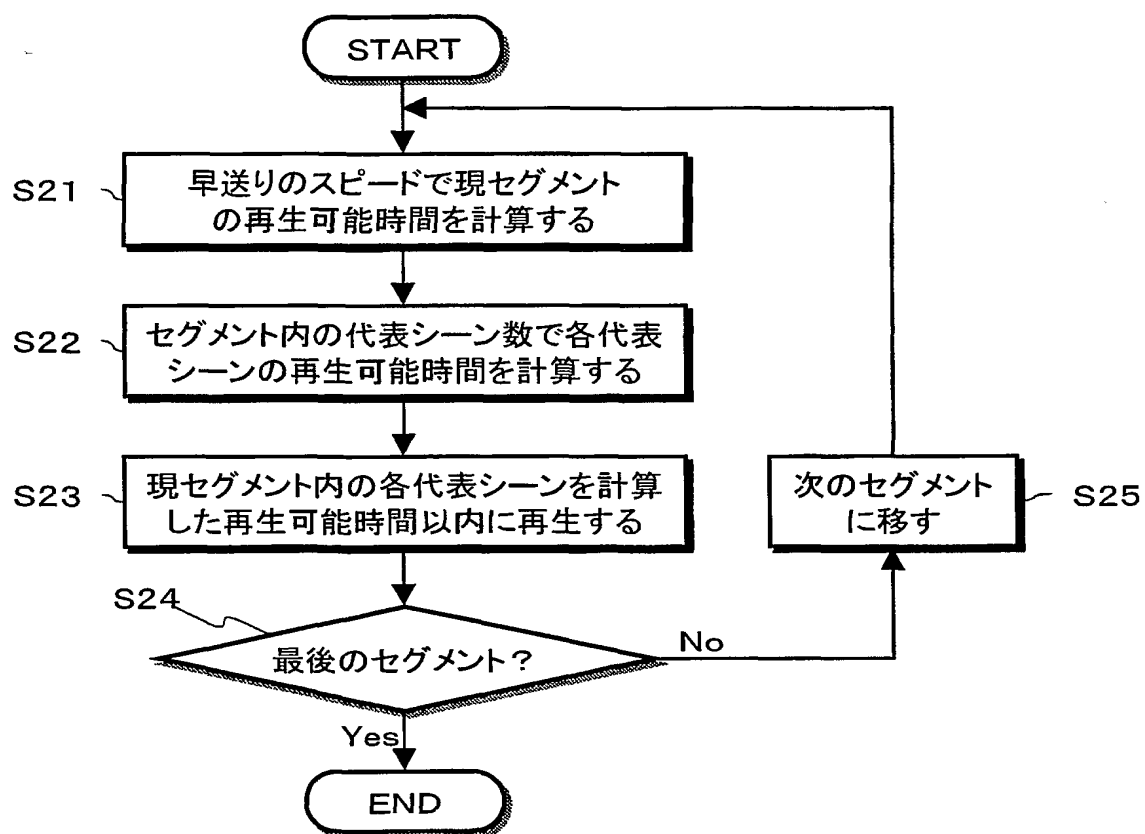 START
S21
早送りのスピードで現セグメント
の再生可能時間を計算する
S22
セグメント内の代表シーン数で各代表
シーンの再生可能時間を計算する
S23
現セグメント内の各代表シーンを計算
した再生可能時間以内に再生する
次のセグメント
に移す
S25
S24
最後のセグメント？
No
Yes
END